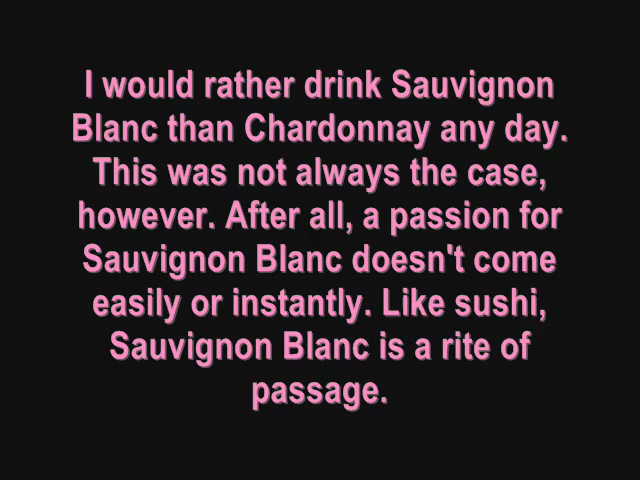 I would rather drink Sauvignon
Blanc than Chardonnay any day.
This was not always the case,
however. After all, a passion for
Sauvignon Blanc doesn't come
easily or instantly. Like sushi,
Sauvignon Blanc is a rite of
passage.